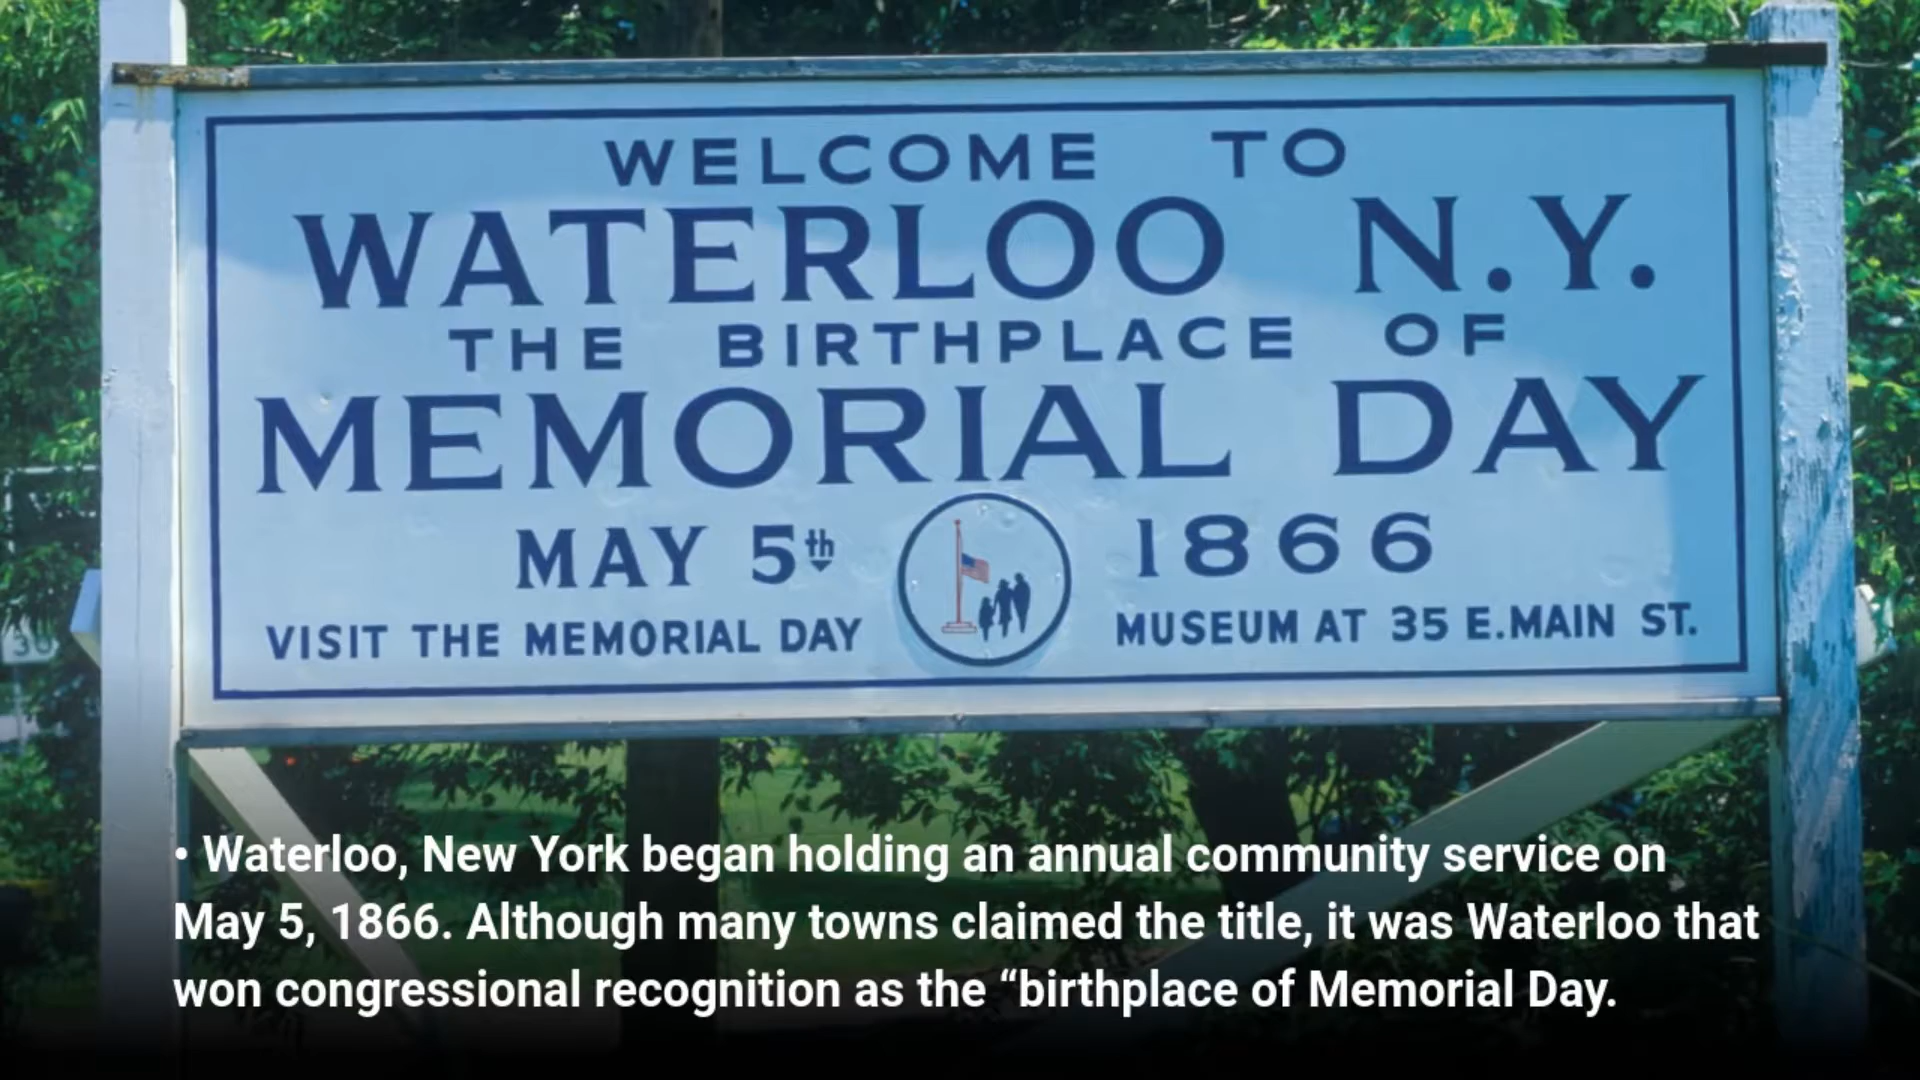 WELCOME TO
WATERLOO N.Y.
THE BIRTHPLACE OF
MEMORIAL DAY
MAY 5th 1866
VISIT THE MEMORIAL DAY MUSEUM AT 35 E. MAIN ST.
• Waterloo, New York began holding an annual community service on
May 5, 1866. Although many towns claimed the title, it was Waterloo that
won congressional recognition as the “birthplace of Memorial Day.